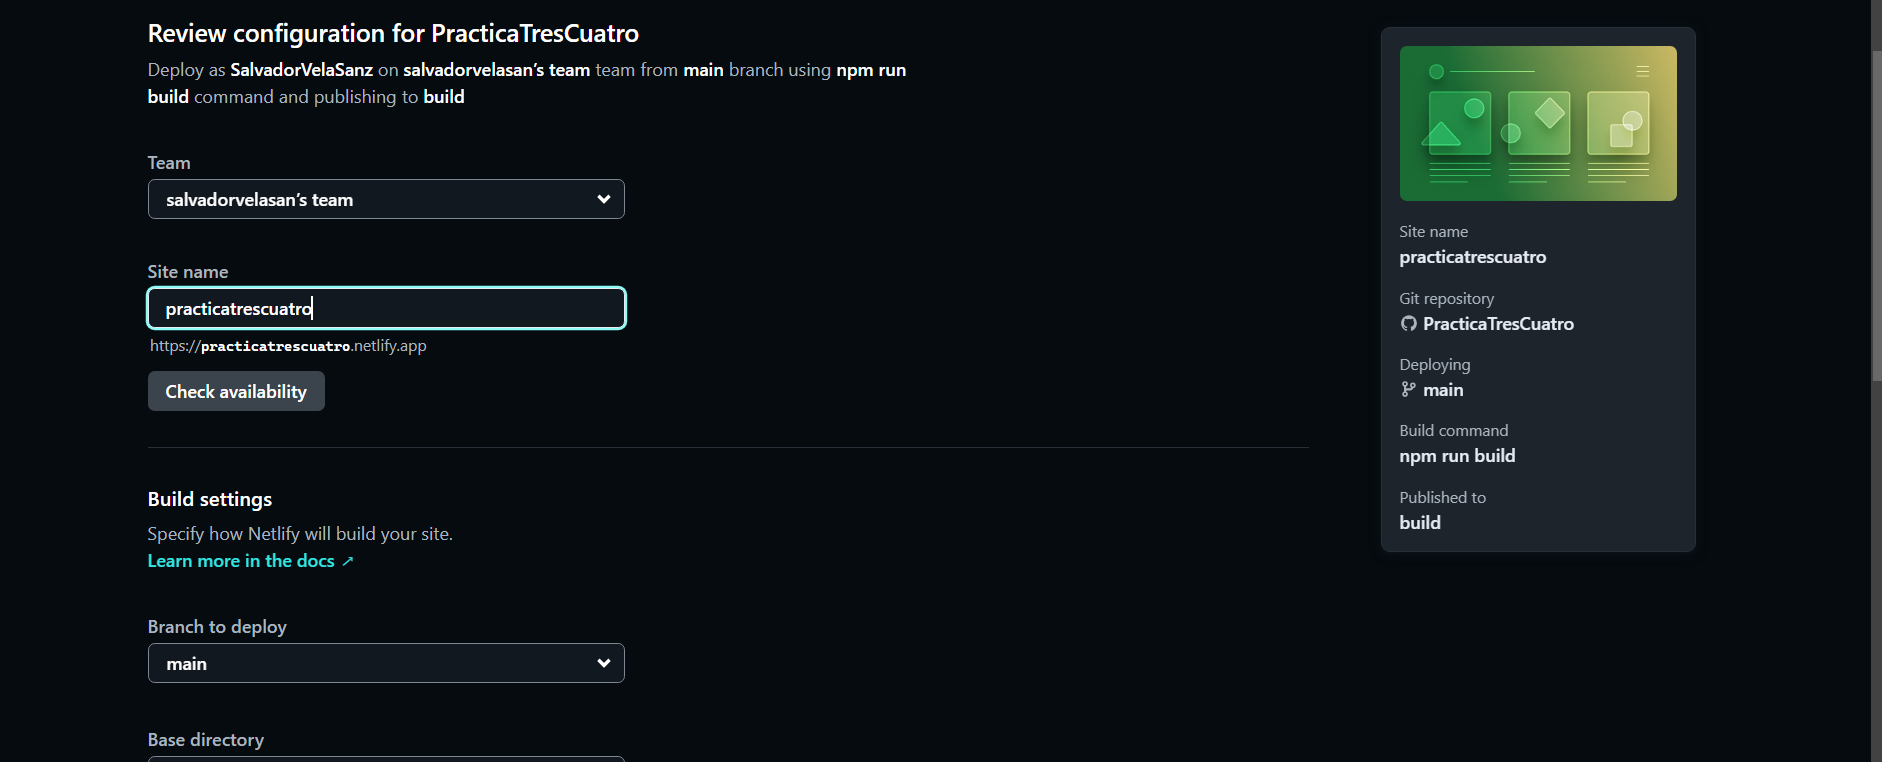 Review configuration for PracticaTresCuatro
Deploy as SalvadorVelaSanz on salvadorvelasan’s team team from main branch using npm run
build command and publishing to build
Team
salvadorvelasan’s team
Site name
practicatrescuatro
https://practicatrescuatro.netlify.app
Check availability
Build settings
Specify how Netlify will build your site.
Learn more in the docs ↗
Branch to deploy
main
Base directory
Site name
practicatrescuatro
Git repository
PracticaTresCuatro
Deploying
main
Build command
npm run build
Published to
build